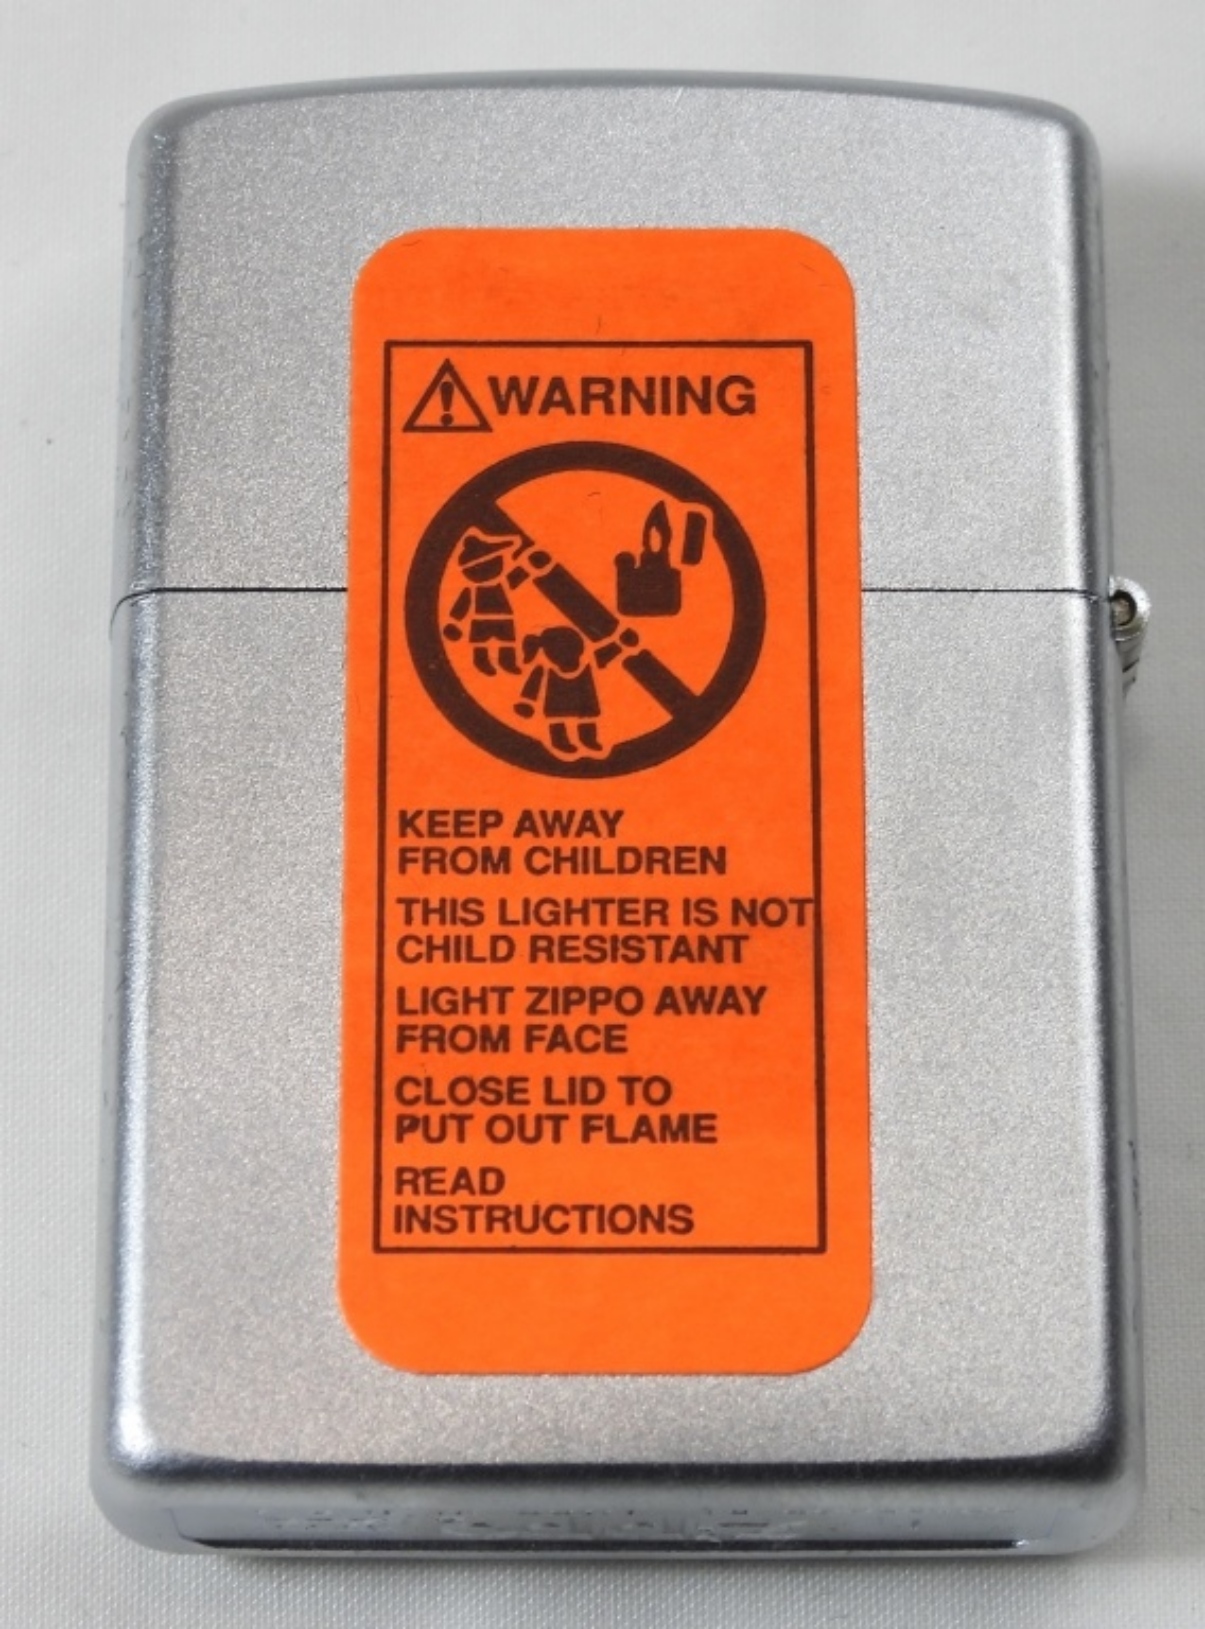 WARNING
KEEP AWAY
FROM CHILDREN
THIS LIGHTER IS NOT
CHILD RESISTANT
LIGHT ZIPPO AWAY
FROM FACE
CLOSE LID TO
PUT OUT FLAME
READ
INSTRUCTIONS